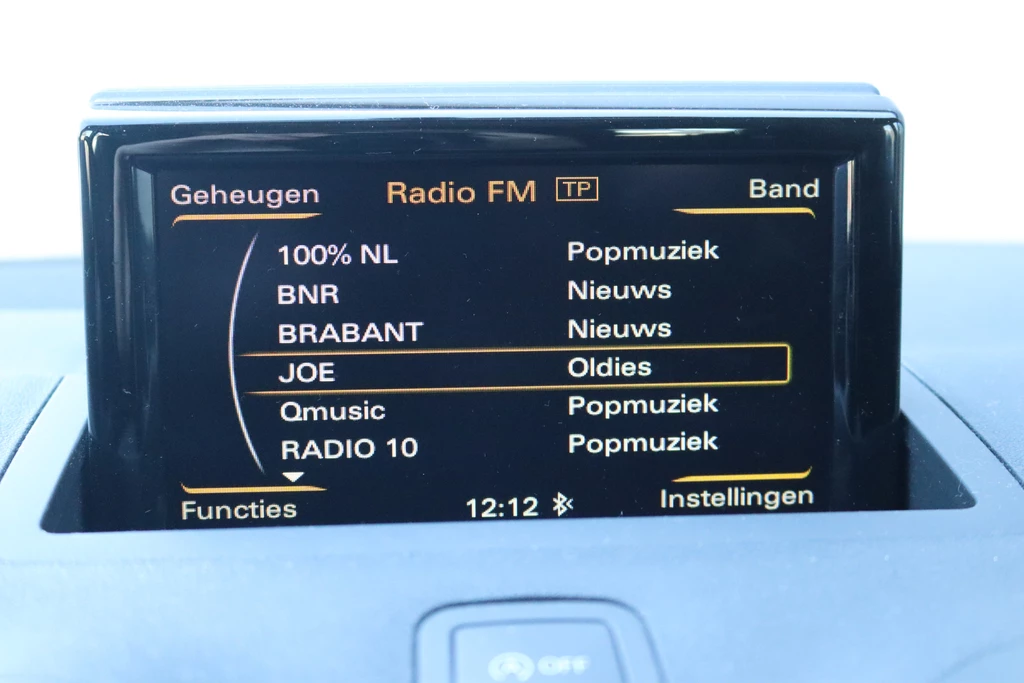 Geheugen Radio FM TP Band
100% NL Popmuziek
BNR Nieuws
BRABANT Nieuws
JOE Oldies
Qmusic Popmuziek
RADIO 10 Popmuziek
Functies 12:12 Instellingen
A OFF